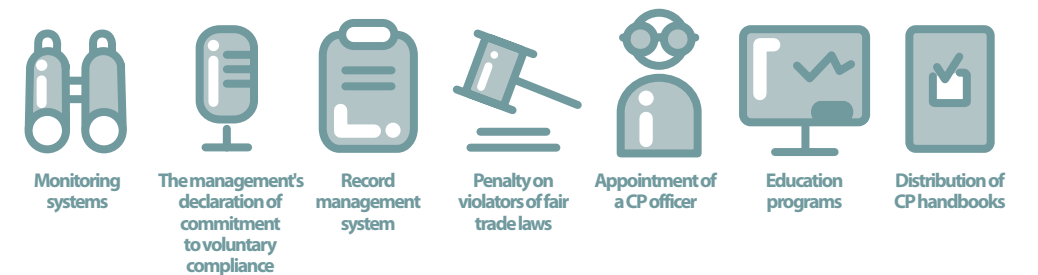 Monitoring
systems
The management's
declaration of
commitment
to voluntary
compliance
Record
management
system
Penalty on
violators of fair
trade laws
Appointment of
a CP officer
Education
programs
Distribution of
CP handbooks